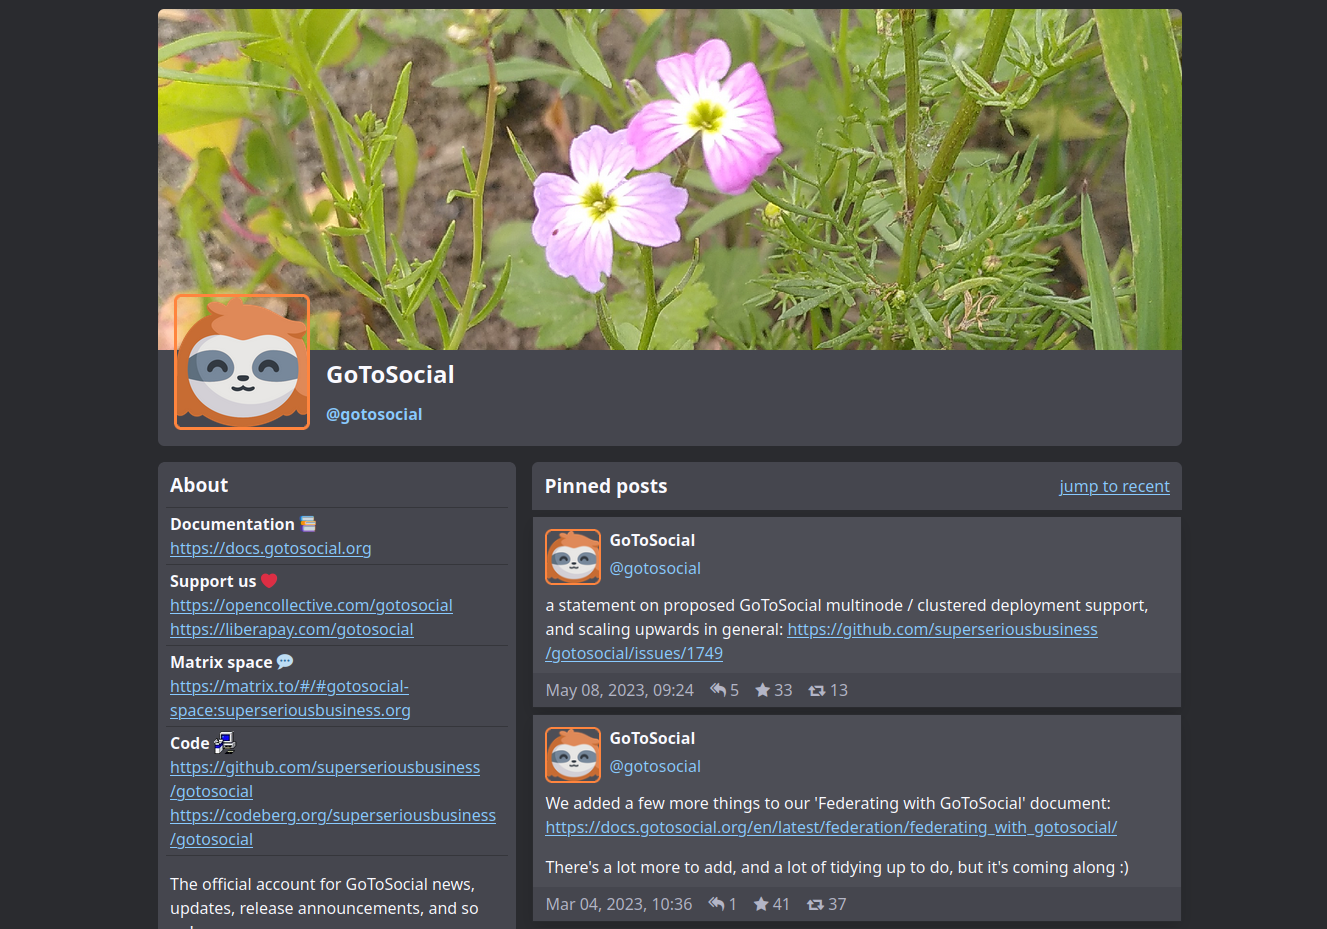 GoToSocial
@gotosocial
About
Documentation
https://docs.gotosocial.org
Support us
https://opencollective.com/gotosocial
https://liberapay.com/gotosocial
Matrix space
https://matrix.to/#/#gotosocial-
space:superseriousbusiness.org
Code
https://github.com/superseriousbusiness
/gotosocial
https://codeberg.org/superseriousbusiness
/gotosocial
The official account for GoToSocial news,
updates, release announcements, and so
Pinned posts
jump to recent
GoToSocial
@gotosocial
a statement on proposed GoToSocial multinode / clustered deployment support,
and scaling upwards in general: https://github.com/superseriousbusiness
/gotosocial/issues/1749
May 08, 2023, 09:24 5 33 13
GoToSocial
@gotosocial
We added a few more things to our 'Federating with GoToSocial' document:
https://docs.gotosocial.org/en/latest/federation/federating_with_gotosocial/
There's a lot more to add, and a lot of tidying up to do, but it's coming along :)
Mar 04, 2023, 10:36 1 41 37